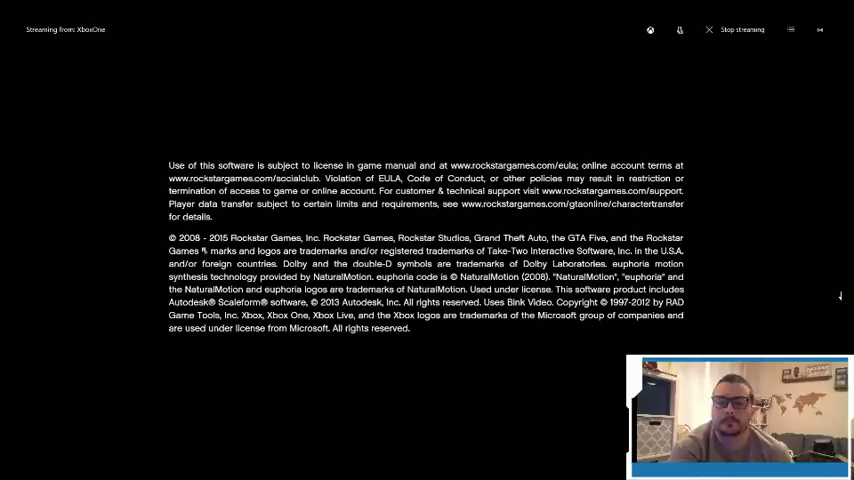 Streaming from: XboxOne
Stop streaming
Use of this software is subject to license in game manual and at www.rockstargames.com/eula; online account terms at
www.rockstargames.com/socialclub. Violation of EULA, Code of Conduct, or other policies may result in restriction or
termination of access to game or online account. For customer & technical support visit www.rockstargames.com/support.
Player data transfer subject to certain limits and requirements, see www.rockstargames.com/gtaonline/charactertransfer
for details.
© 2008 - 2015 Rockstar Games, Inc. Rockstar Games, Rockstar Studios, Grand Theft Auto, the GTA Five, and the Rockstar
Games R* marks and logos are trademarks and/or registered trademarks of Take-Two Interactive Software, Inc. in the U.S.A.
and/or foreign countries. Dolby and the double-D symbols are trademarks of Dolby Laboratories. euphoria motion
synthesis technology provided by NaturalMotion. euphoria code is © NaturalMotion (2008). "NaturalMotion", "euphoria" and
the NaturalMotion and euphoria logos are trademarks of NaturalMotion. Used under license. This software product includes
Autodesk® Scaleform® software, © 2013 Autodesk, Inc. All rights reserved. Uses Bink Video. Copyright © 1997-2012 by RAD
Game Tools, Inc. Xbox, Xbox One, Xbox Live, and the Xbox logos are trademarks of the Microsoft group of companies and
are used under license from Microsoft. All rights reserved.